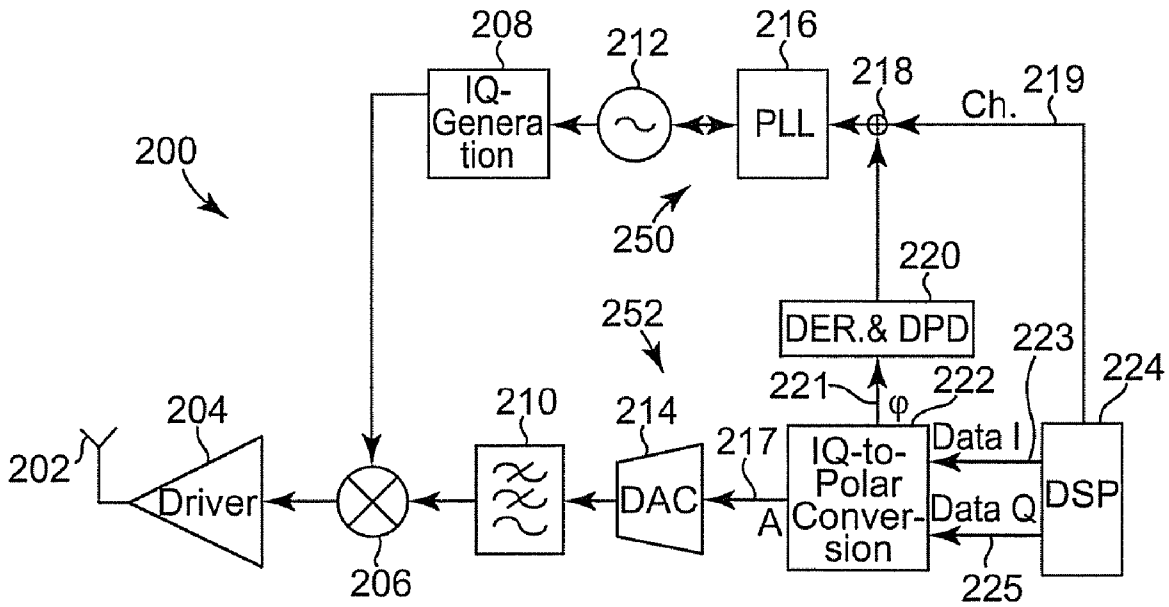 208
212
216
218
219
IQ-
Genera
tion
PLL
Ch.
200
250
220
DER.& DPD
252
223
224
221
φ
222
204
210
214
217
202
Driver
DAC
A
IQ-to-
Polar
Conver-
sion
Data I
Data Q
DSP
206
225